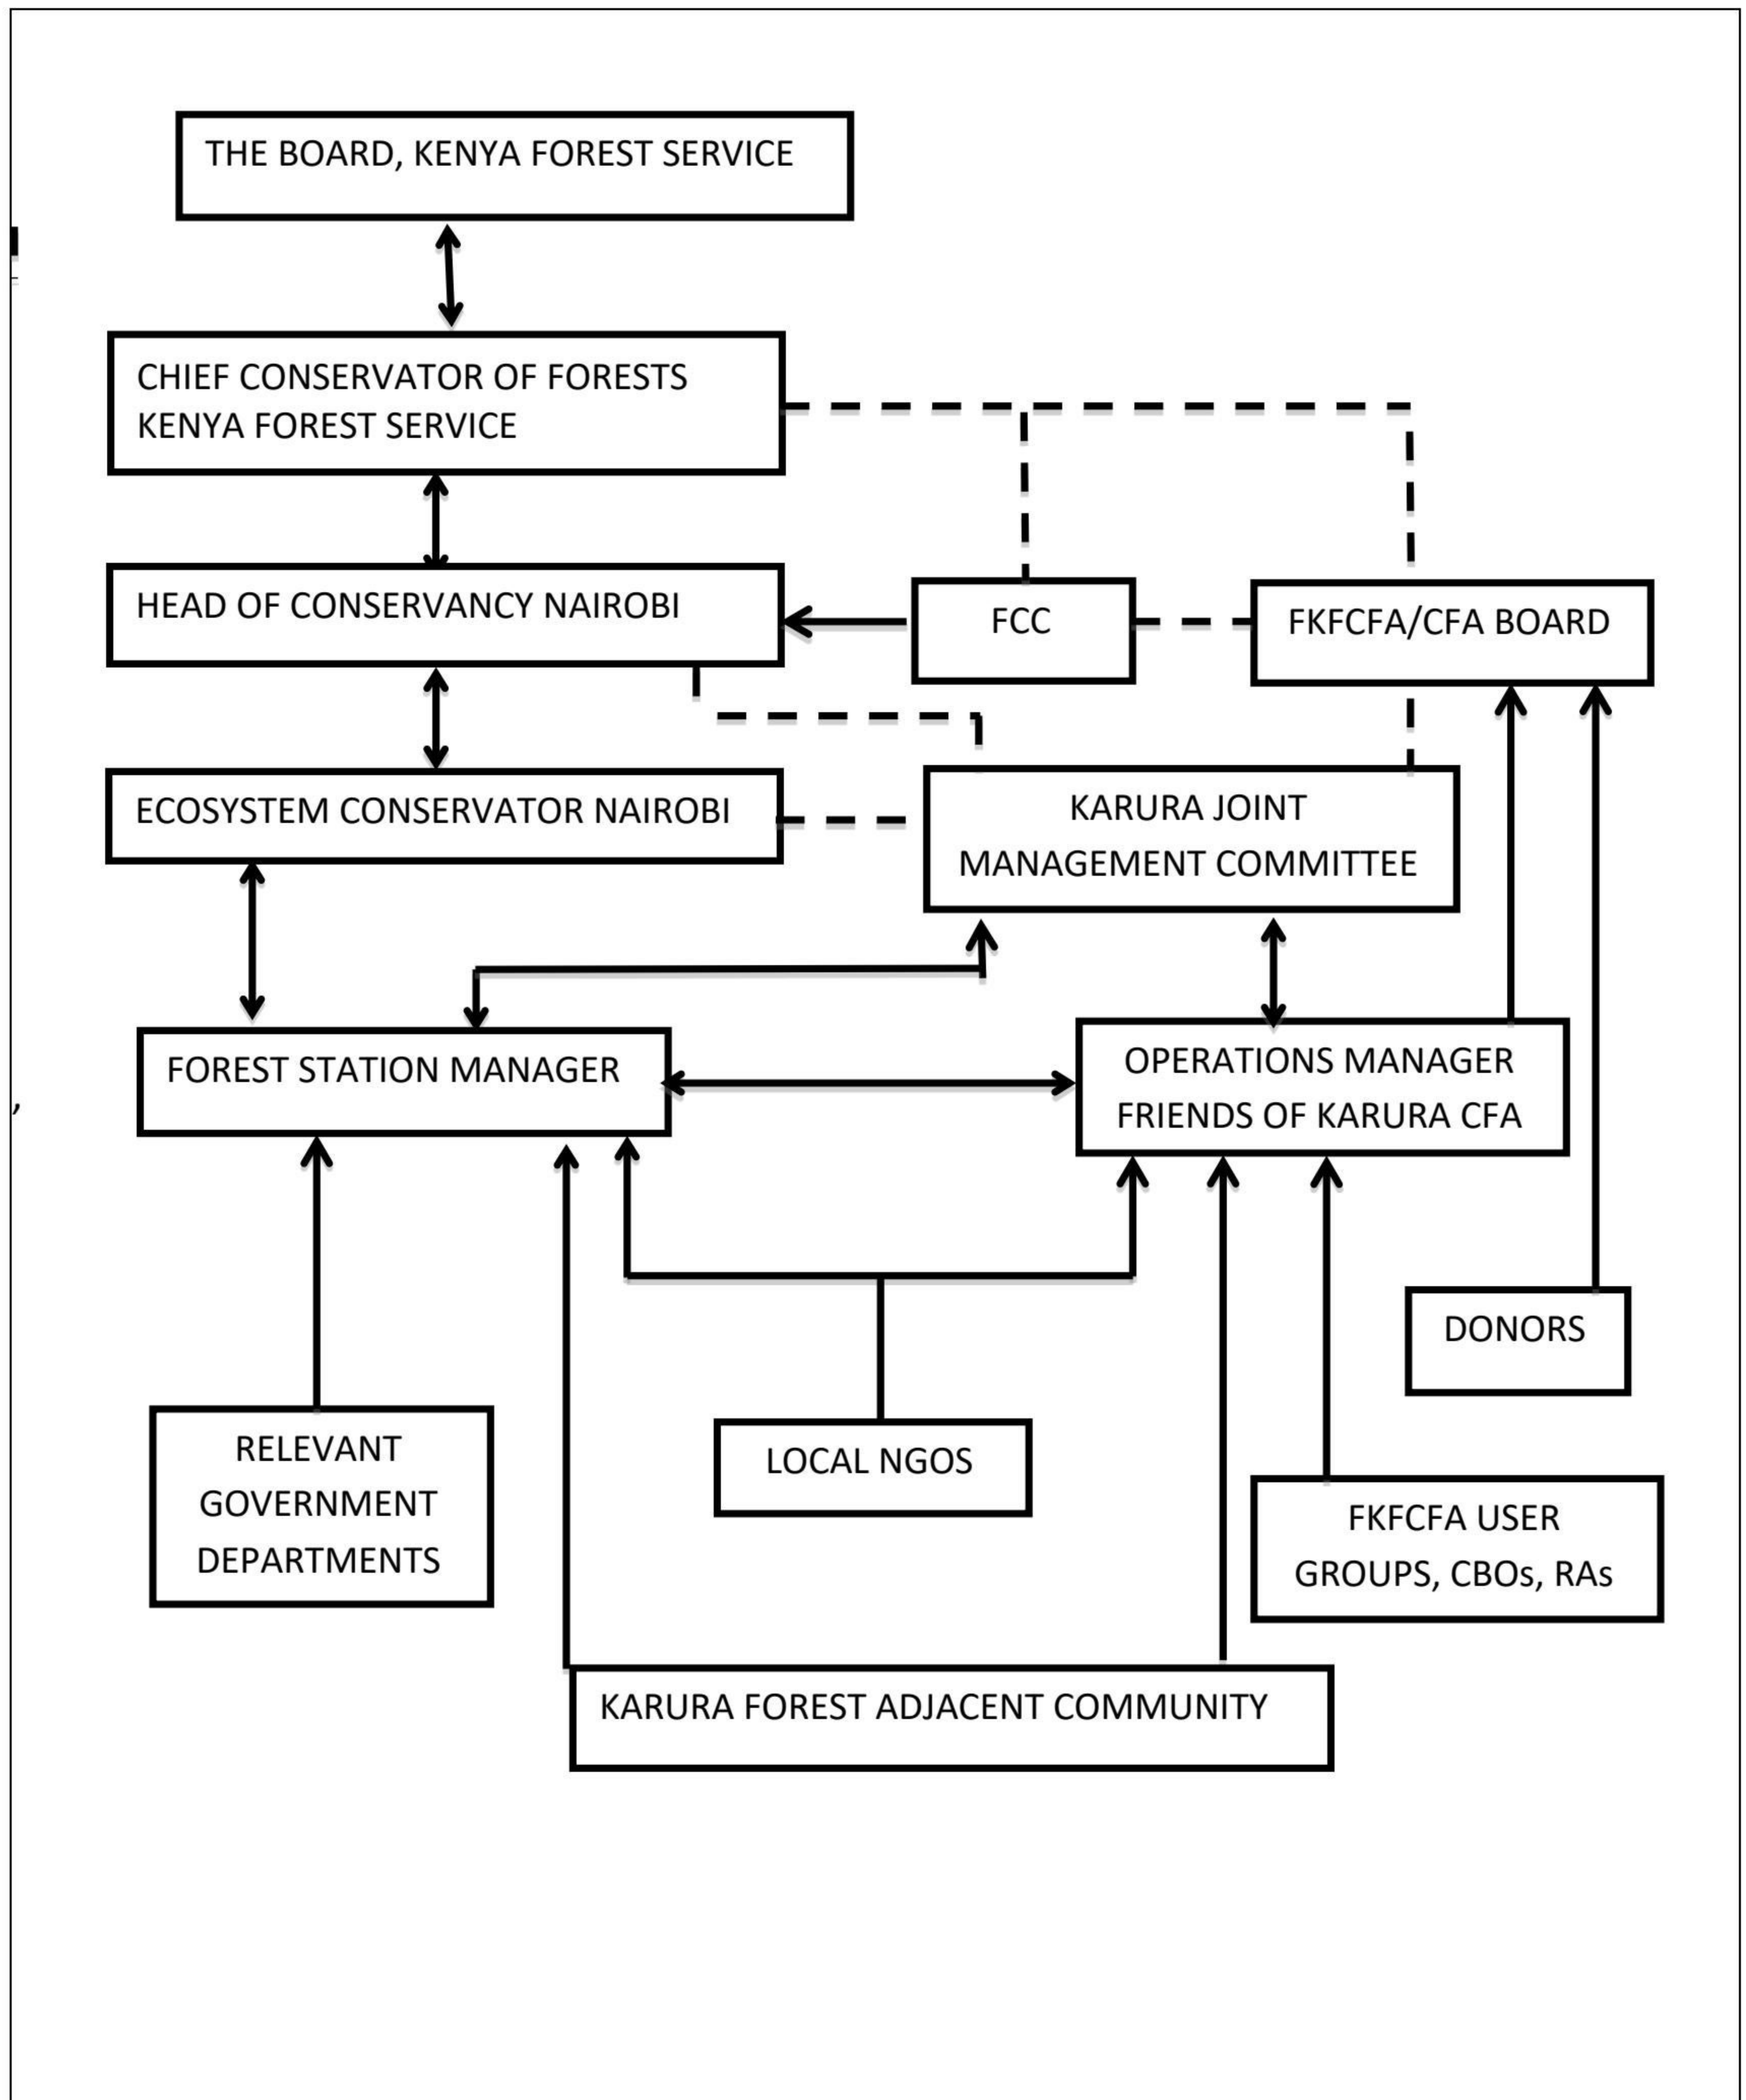 THE BOARD, KENYA FOREST SERVICE
CHIEF CONSERVATOR OF FORESTS
KENYA FOREST SERVICE
HEAD OF CONSERVANCY NAIROBI
FCC
FKFCFA/CFA BOARD
ECOSYSTEM CONSERVATOR NAIROBI
KARURA JOINT
MANAGEMENT COMMITTEE
,
FOREST STATION MANAGER
OPERATIONS MANAGER
FRIENDS OF KARURA CFA
DONORS
RELEVANT
GOVERNMENT
DEPARTMENTS
LOCAL NGOS
FKFCFA USER
GROUPS, CBOs, RAs
KARURA FOREST ADJACENT COMMUNITY